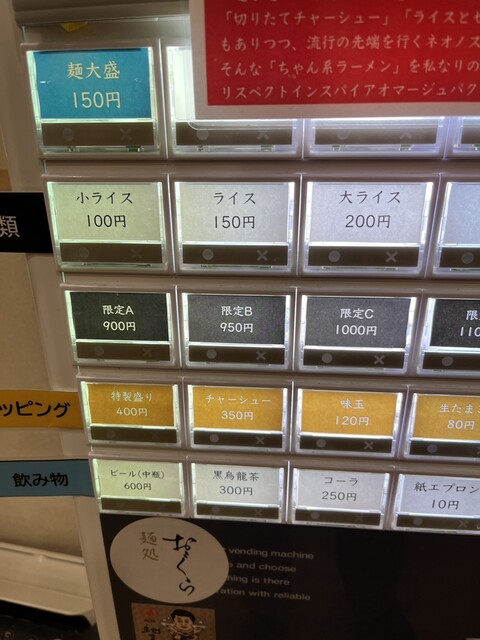 「切りたてチャーシュー」「ライスとセ
もありつつ、流行の先端を行くネオノス
そんな「ちゃん系ラーメン」を私なりの
リスペクトインスパイアオマージュパク
麺大盛
150円
小ライス
100円
ライス
150円
大ライス
200円
類
限定A
900円
限定B
950円
限定C
1000円
限
110
ッピング
特製盛り
400円
チャーシュー
350円
味玉
120円
生たまご
80円
飲み物
ビール(中瓶)
600円
黒烏龍茶
300円
コーラ
250円
紙エプロン
10円
麺処
おぐら
vending machine
e and choose
ning is there
ation with reliable